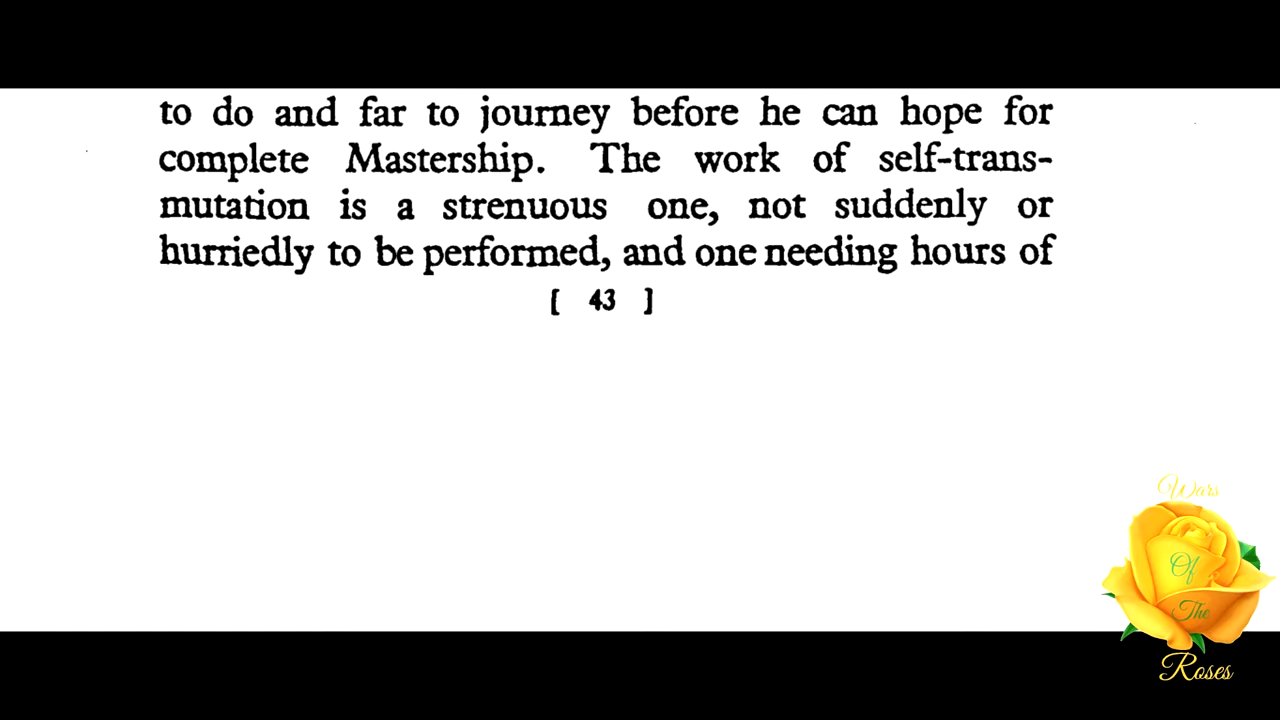 to do and far to journey before he can hope for
complete Mastership. The work of self-trans-
mutation is a strenuous one, not suddenly or
hurriedly to be performed, and one needing hours of
[ 43 ]
Wars
Of
The
Roses